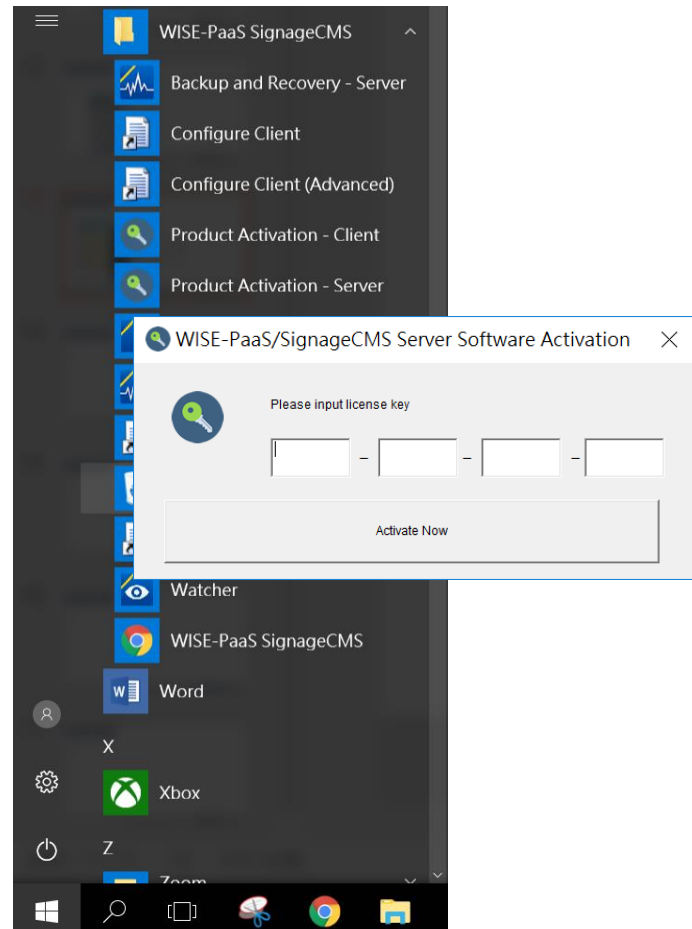 WISE-PaaS SignageCMS
Backup and Recovery - Server
Configure Client
Configure Client (Advanced)
Product Activation - Client
Product Activation - Server
WISE-PaaS/SignageCMS Server Software Activation
Please input license key
– – –
Activate Now
Watcher
WISE-PaaS SignageCMS
Word
X
Xbox
Z
Zoom